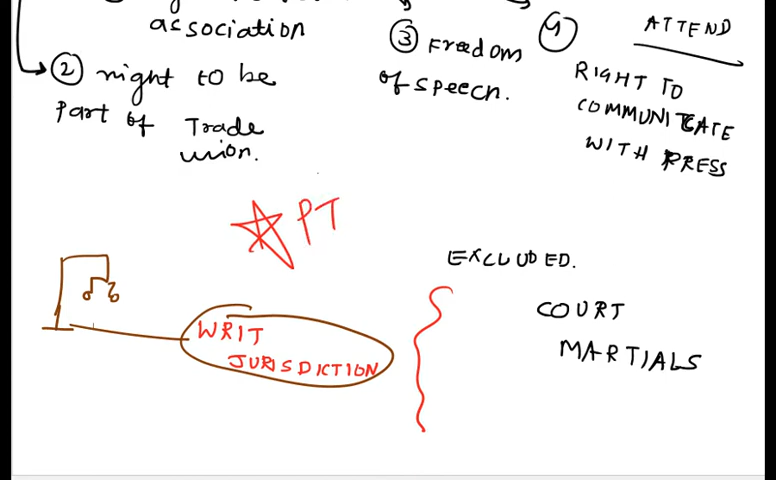 association
② right to be
Part of Trade
union.
③ Freedom
of speech.
④ ATTEND
RIGHT TO
COMMUNICATE
WITH PRESS
PT
EXCLUDED.
COURT
MARTIALS
WRIT
JURISDICTION